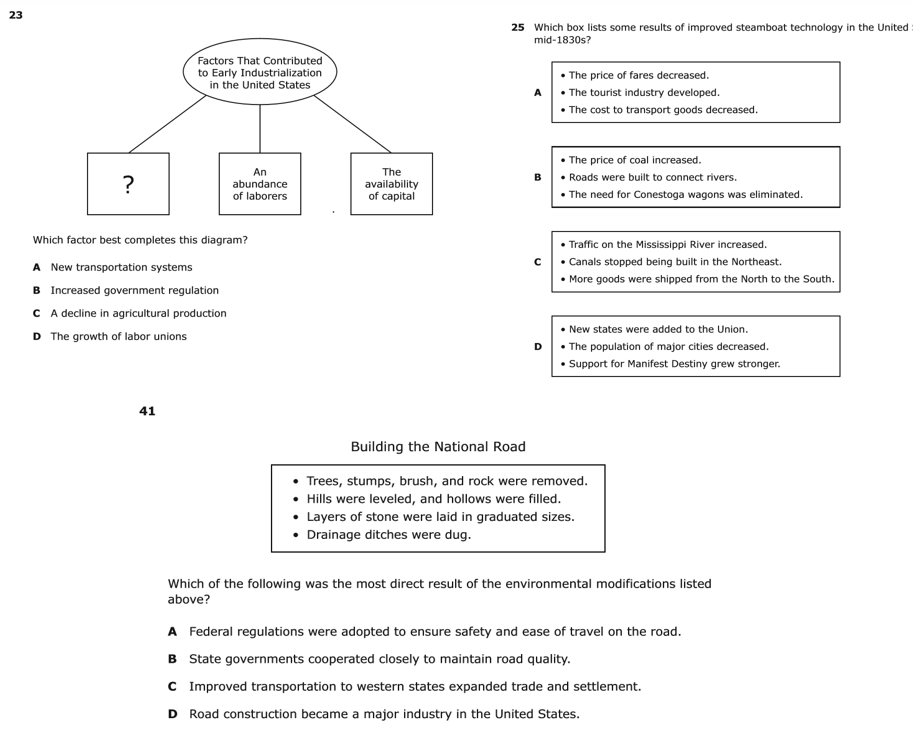 23
Factors That Contributed
to Early Industrialization
in the United States
?
An
abundance
of laborers
The
availability
of capital
Which factor best completes this diagram?
A New transportation systems
B Increased government regulation
C A decline in agricultural production
D The growth of labor unions
25 Which box lists some results of improved steamboat technology in the United
mid-1830s?
A
• The price of fares decreased.
• The tourist industry developed.
• The cost to transport goods decreased.
B
• The price of coal increased.
• Roads were built to connect rivers.
• The need for Conestoga wagons was eliminated.
C
• Traffic on the Mississippi River increased.
• Canals stopped being built in the Northeast.
• More goods were shipped from the North to the South.
D
• New states were added to the Union.
• The population of major cities decreased.
• Support for Manifest Destiny grew stronger.
41
Building the National Road
• Trees, stumps, brush, and rock were removed.
• Hills were leveled, and hollows were filled.
• Layers of stone were laid in graduated sizes.
• Drainage ditches were dug.
Which of the following was the most direct result of the environmental modifications listed
above?
A Federal regulations were adopted to ensure safety and ease of travel on the road.
B State governments cooperated closely to maintain road quality.
C Improved transportation to western states expanded trade and settlement.
D Road construction became a major industry in the United States.